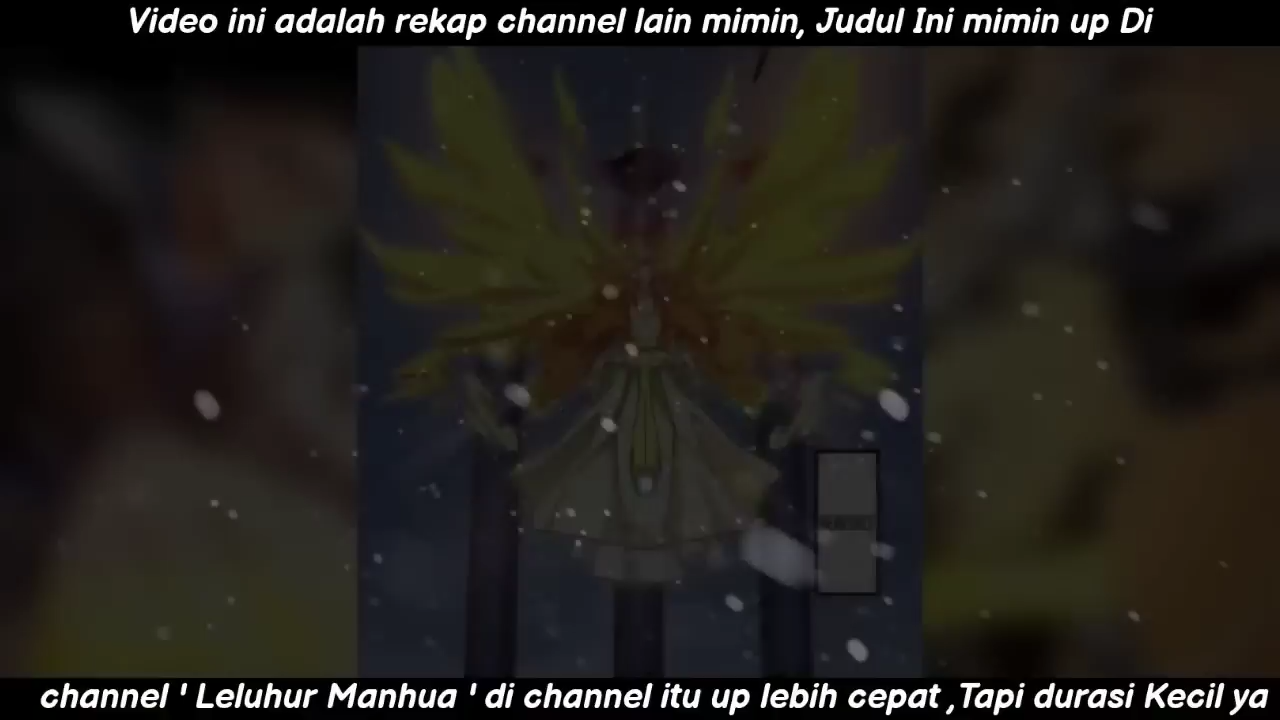 Video ini adalah rekap channel lain mimin, Judul Ini mimin up Di
channel ' Leluhur Manhua ' di channel itu up lebih cepat ,Tapi durasi Kecil ya